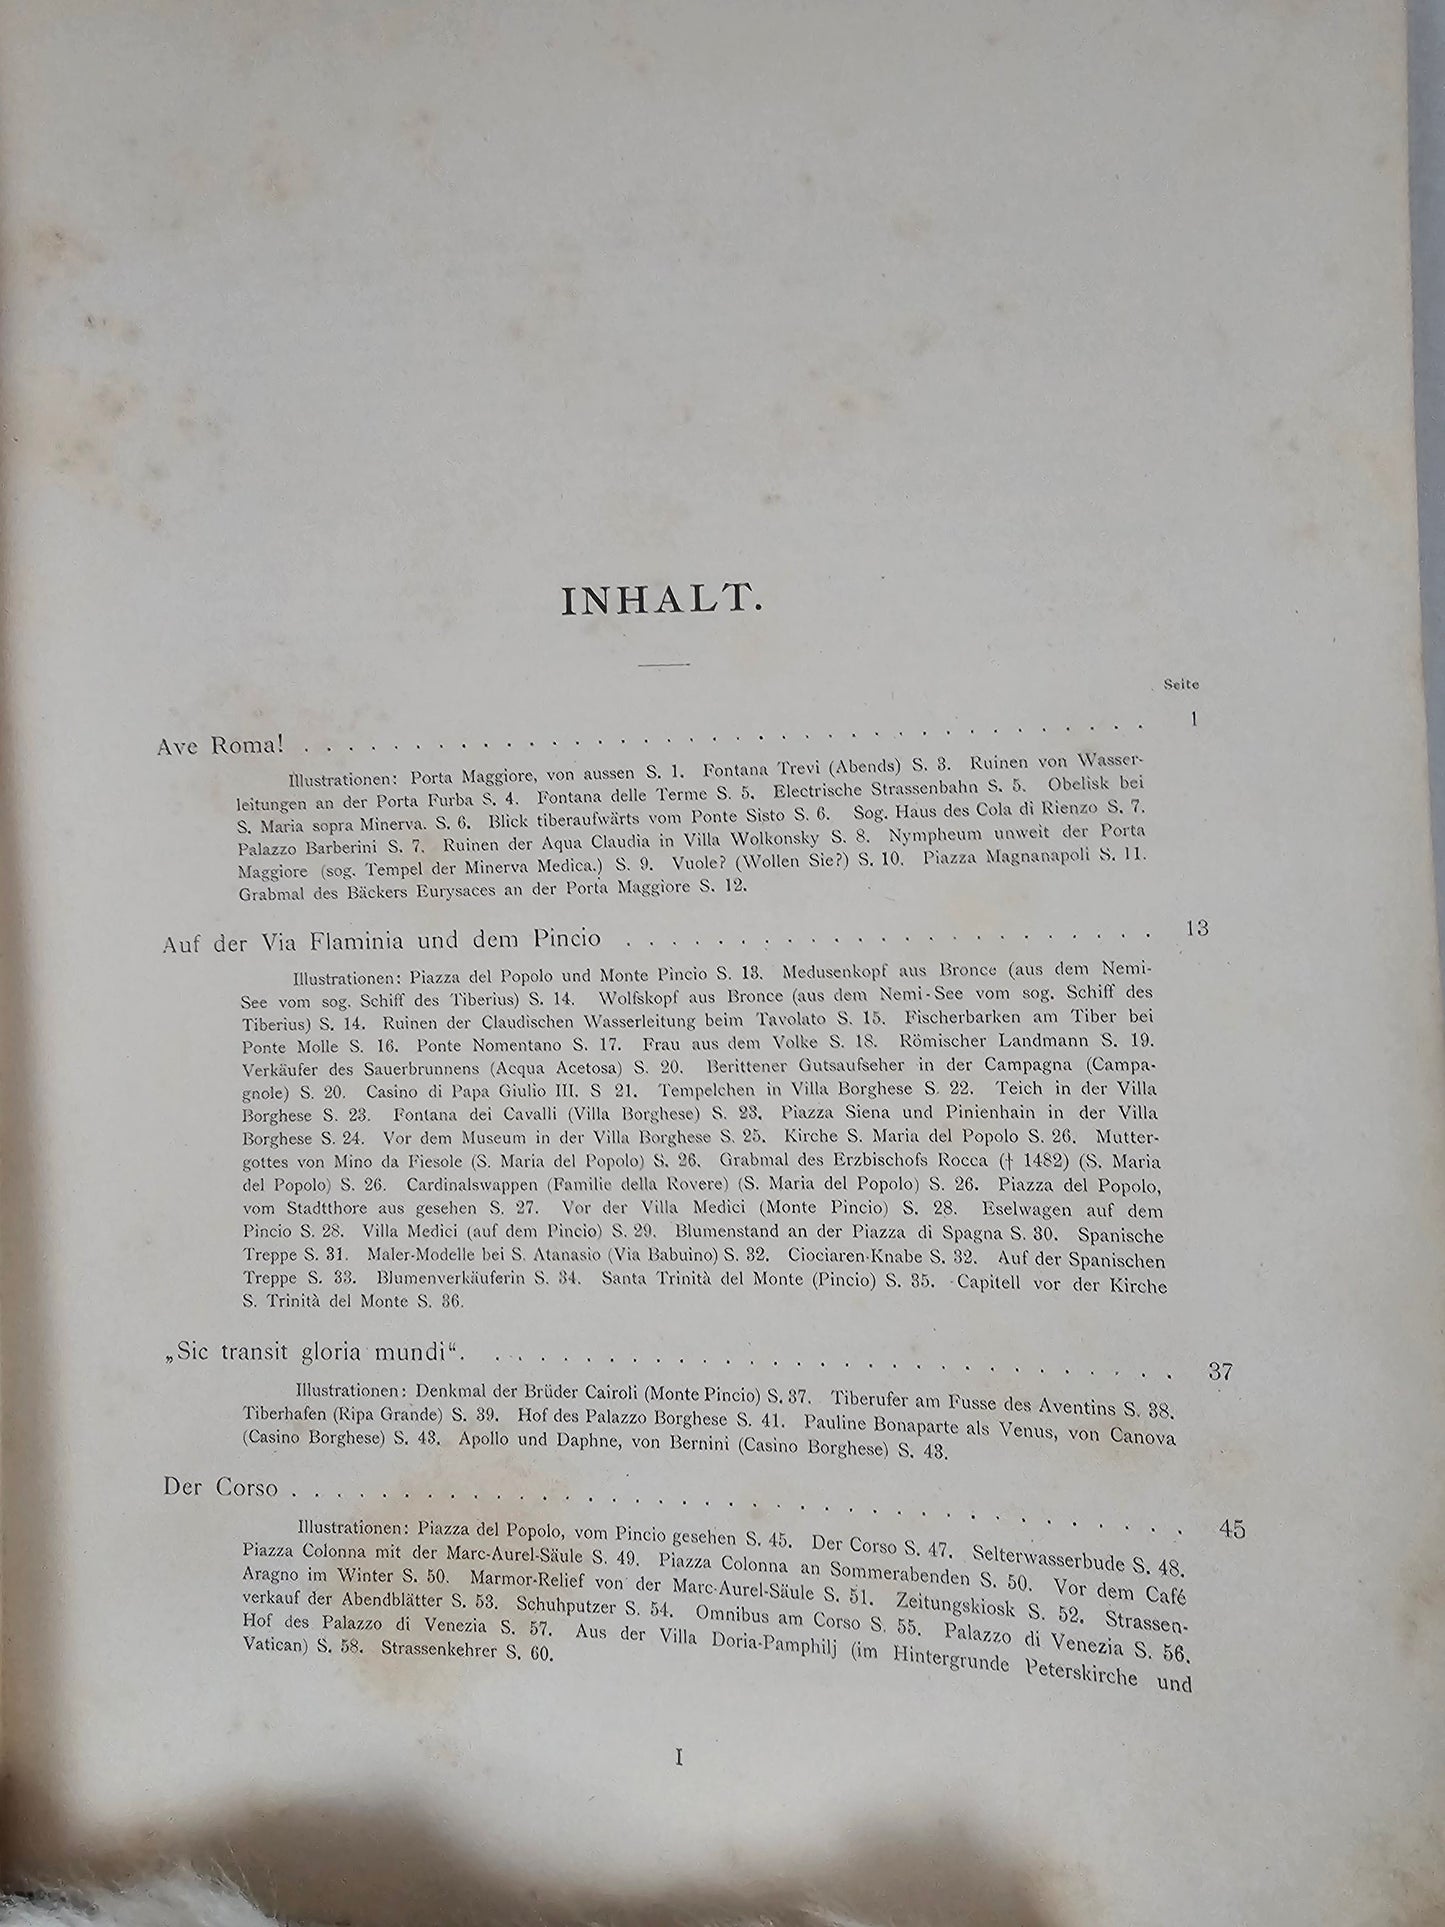 INHALT.
Seite
Ave Roma! . . . . . . . . . . . . . . . . . . . . . . . . . . . . . . 1
Illustrationen: Porta Maggiore, von aussen S. 1. Fontana Trevi (Abends) S. 3. Ruinen von Wasser-
leitungen an der Porta Furba S. 4. Fontana delle Terme S. 5. Electrische Strassenbahn S. 5. Obelisk bei
S. Maria sopra Minerva. S. 6. Blick tiberaufwärts vom Ponte Sisto S. 6. Sog. Haus des Cola di Rienzo S. 7.
Palazzo Barberini S. 7. Ruinen der Aqua Claudia in Villa Wolkonsky S. 8. Nympheum unweit der Porta
Maggiore (sog. Tempel der Minerva Medica.) S. 9. Vuole? (Wollen Sie?) S. 10. Piazza Magnanapoli S. 11.
Grabmal des Bäckers Eurysaces an der Porta Maggiore S. 12.
Auf der Via Flaminia und dem Pincio . . . . . . . . . . . . . . . . . . . . 13
Illustrationen: Piazza del Popolo und Monte Pincio S. 13. Medusenkopf aus Bronce (aus dem Nemi-
See vom sog. Schiff des Tiberius) S. 14. Wolfskopf aus Bronce (aus dem Nemi-See vom sog. Schiff des
Tiberius) S. 14. Ruinen der Claudischen Wasserleitung beim Tavolato S. 15. Fischerbarken am Tiber bei
Ponte Molle S. 16. Ponte Nomentano S. 17. Frau aus dem Volke S. 18. Römischer Landmann S. 19.
Verkäufer des Sauerbrunnens (Acqua Acetosa) S. 20. Berittener Gutsaufseher in der Campagna (Campa-
gnole) S. 20. Casino di Papa Giulio III. S 21. Tempelchen in Villa Borghese S. 22. Teich in der Villa
Borghese S. 23. Fontana dei Cavalli (Villa Borghese) S. 23. Piazza Siena und Pinienhain in der Villa
Borghese S. 24. Vor dem Museum in der Villa Borghese S. 25. Kirche S. Maria del Popolo S. 26. Mutter-
gottes von Mino da Fiesole (S. Maria del Popolo) S. 26. Grabmal des Erzbischofs Rocca († 1482) (S. Maria
del Popolo) S. 26. Cardinalswappen (Familie della Rovere) (S. Maria del Popolo) S. 26. Piazza del Popolo,
vom Stadtthore aus gesehen S. 27. Vor der Villa Medici (Monte Pincio) S. 28. Eselwagen auf dem
Pincio S. 28. Villa Medici (auf dem Pincio) S. 29. Blumenstand an der Piazza di Spagna S. 30. Spanische
Treppe S. 31. Maler-Modelle bei S. Atanasio (Via Babuino) S. 32. Ciociaren-Knabe S. 32. Auf der Spanischen
Treppe S. 33. Blumenverkäuferin S. 34. Santa Trinità del Monte (Pincio) S. 35. Capitell vor der Kirche
S. Trinità del Monte S. 36.
„Sic transit gloria mundi“. . . . . . . . . . . . . . . . . . . . . . . . . 37
Illustrationen: Denkmal der Brüder Cairoli (Monte Pincio) S. 37. Tiberufer am Fusse des Aventins S. 38.
Tiberhafen (Ripa Grande) S. 39. Hof des Palazzo Borghese S. 41. Pauline Bonaparte als Venus, von Canova
(Casino Borghese) S. 43. Apollo und Daphne, von Bernini (Casino Borghese) S. 43.
Der Corso . . . . . . . . . . . . . . . . . . . . . . . . . . . . . . . . 45
Illustrationen: Piazza del Popolo, vom Pincio gesehen S. 45. Der Corso S. 47. Selterwasserbude S. 48.
Piazza Colonna mit der Marc-Aurel-Säule S. 49. Piazza Colonna an Sommerabenden S. 50. Vor dem Café
Aragno im Winter S. 50. Marmor-Relief von der Marc-Aurel-Säule S. 51. Zeitungskiosk S. 52. Strassen-
verkauf der Abendblätter S. 53. Schuhputzer S. 54. Omnibus am Corso S. 55. Palazzo di Venezia S. 56.
Hof des Palazzo di Venezia S. 57. Aus der Villa Doria-Pamphilj (im Hintergrunde Peterskirche und
Vatican) S. 58. Strassenkehrer S. 60.
I